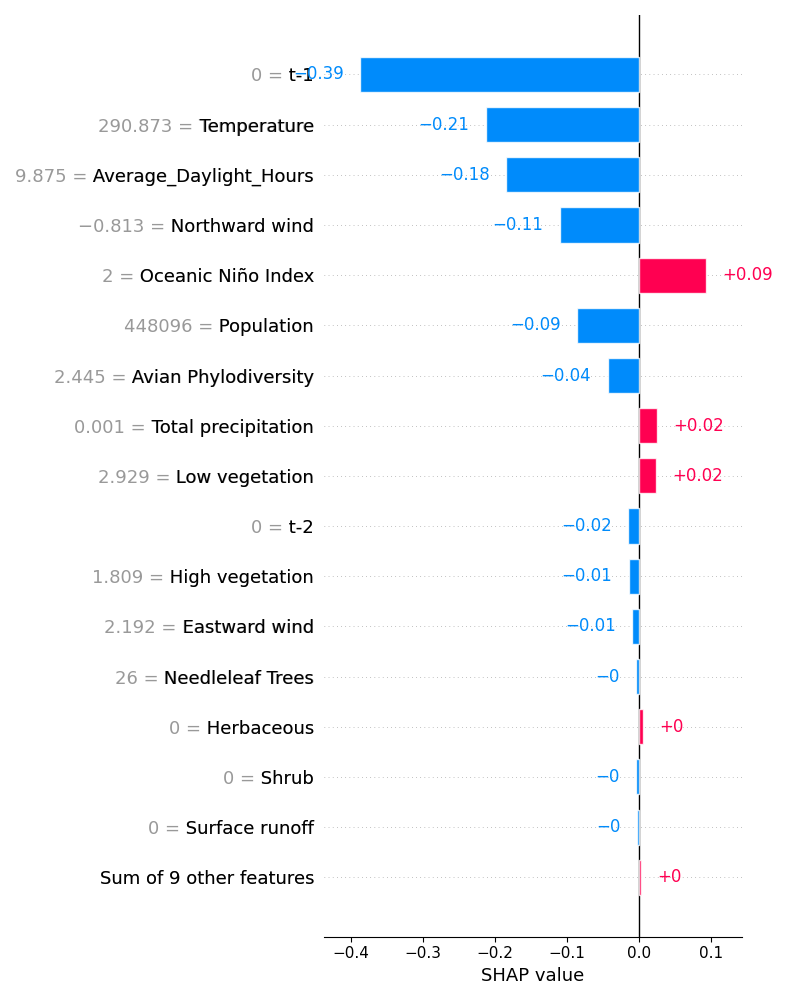 0 = t-1 −0.39
290.873 = Temperature −0.21
9.875 = Average_Daylight_Hours −0.18
−0.813 = Northward wind −0.11
2 = Oceanic Niño Index +0.09
448096 = Population −0.09
2.445 = Avian Phylodiversity −0.04
0.001 = Total precipitation +0.02
2.929 = Low vegetation +0.02
0 = t-2 −0.02
1.809 = High vegetation −0.01
2.192 = Eastward wind −0.01
26 = Needleleaf Trees −0
0 = Herbaceous +0
0 = Shrub −0
0 = Surface runoff −0
Sum of 9 other features +0
−0.4 −0.3 −0.2 −0.1 0.0 0.1
SHAP value